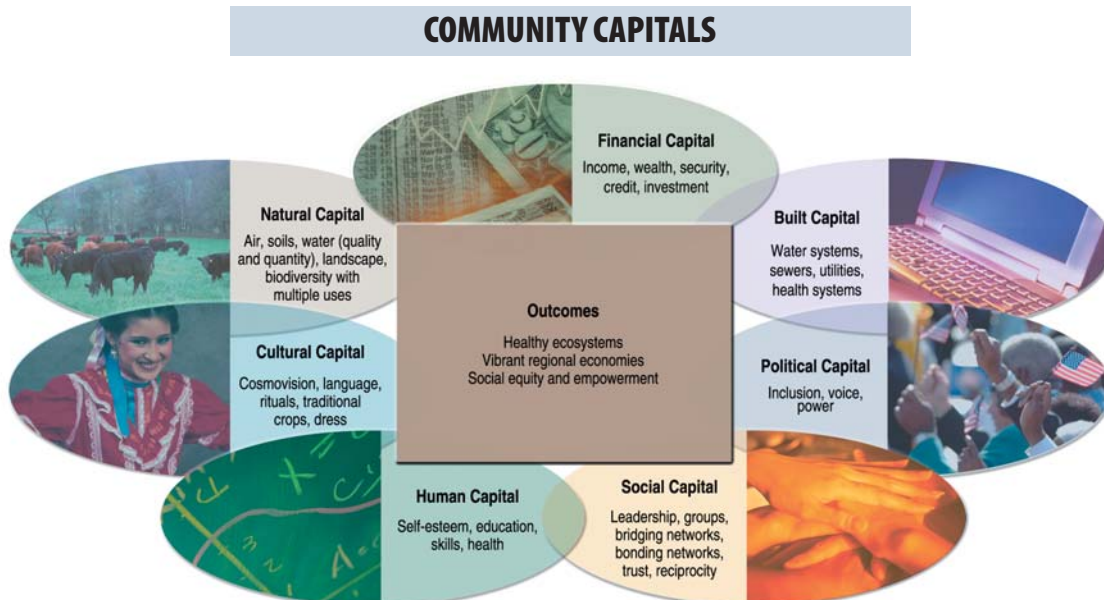 COMMUNITY CAPITALS
Financial Capital
Income, wealth, security,
credit, investment
Natural Capital
Air, soils, water (quality
and quantity), landscape,
biodiversity with
multiple uses
Built Capital
Water systems,
sewers, utilities,
health systems
Outcomes
Healthy ecosystems
Vibrant regional economies
Social equity and empowerment
Cultural Capital
Cosmovision, language,
rituals, traditional
crops, dress
Political Capital
Inclusion, voice,
power
Human Capital
Self-esteem, education,
skills, health
Social Capital
Leadership, groups,
bridging networks,
bonding networks,
trust, reciprocity